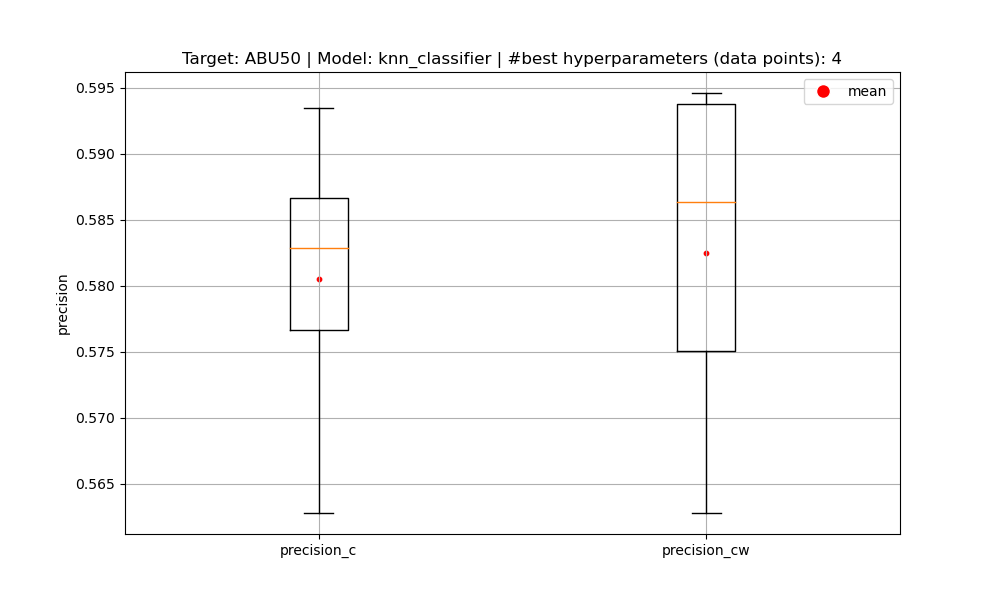 Target: ABU50 | Model: knn_classifier | #best hyperparameters (data points): 4
mean
0.595
0.590
0.585
0.580
0.575
0.570
0.565
precision
precision_c
precision_cw